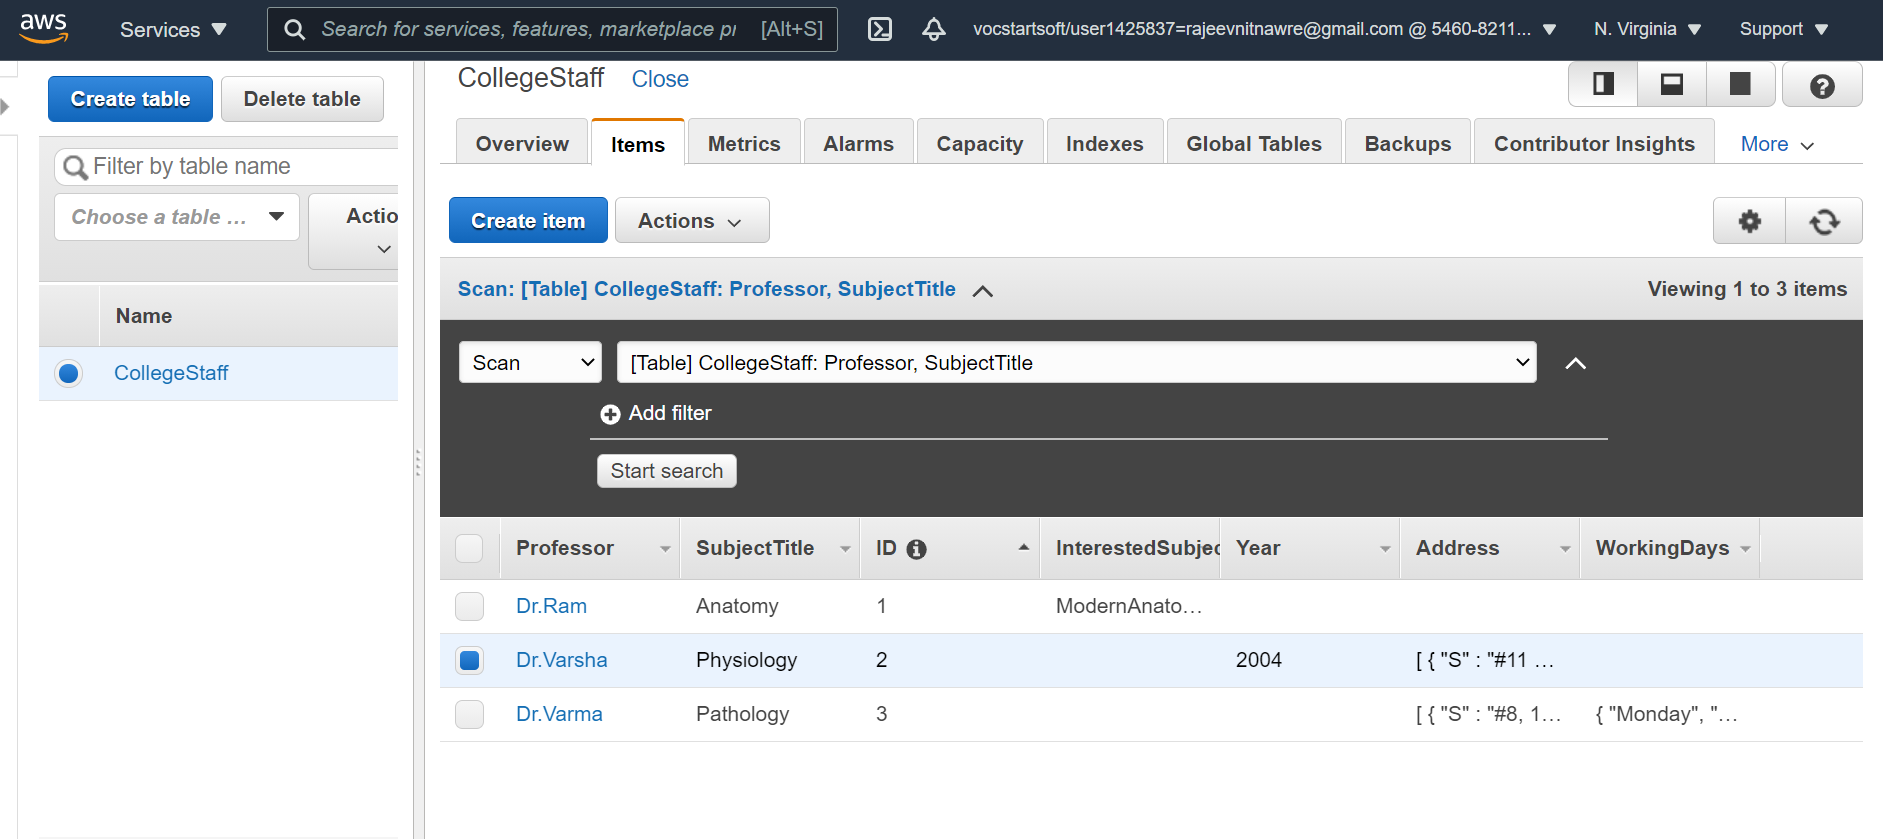 aws
Services
Search for services, features, marketplace pr [Alt+S]
vocstartsoft/user1425837=rajeevnitnawre@gmail.com @ 5460-8211...
N. Virginia
Support
Create table
Delete table
Filter by table name
Choose a table ...
Actio
Name
CollegeStaff
CollegeStaff Close
Overview
Items
Metrics
Alarms
Capacity
Indexes
Global Tables
Backups
Contributor Insights
More
Create item
Actions
Scan: [Table] CollegeStaff: Professor, SubjectTitle
Viewing 1 to 3 items
Scan
[Table] CollegeStaff: Professor, SubjectTitle
Add filter
Start search
Professor SubjectTitle ID InterestedSubjec Year Address WorkingDays
Dr.Ram Anatomy 1 ModernAnato...
Dr.Varsha Physiology 2 2004 [ { "S" : "#11 ...
Dr.Varma Pathology 3 [ { "S" : "#8, 1... { "Monday", "...